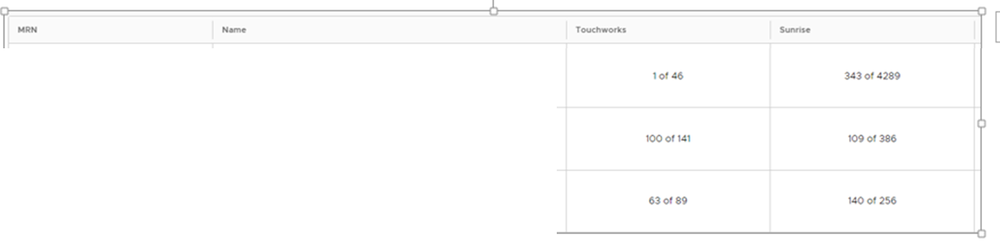 MRN Name Touchworks Sunrise
1 of 46 343 of 4289
100 of 141 109 of 386
63 of 89 140 of 256